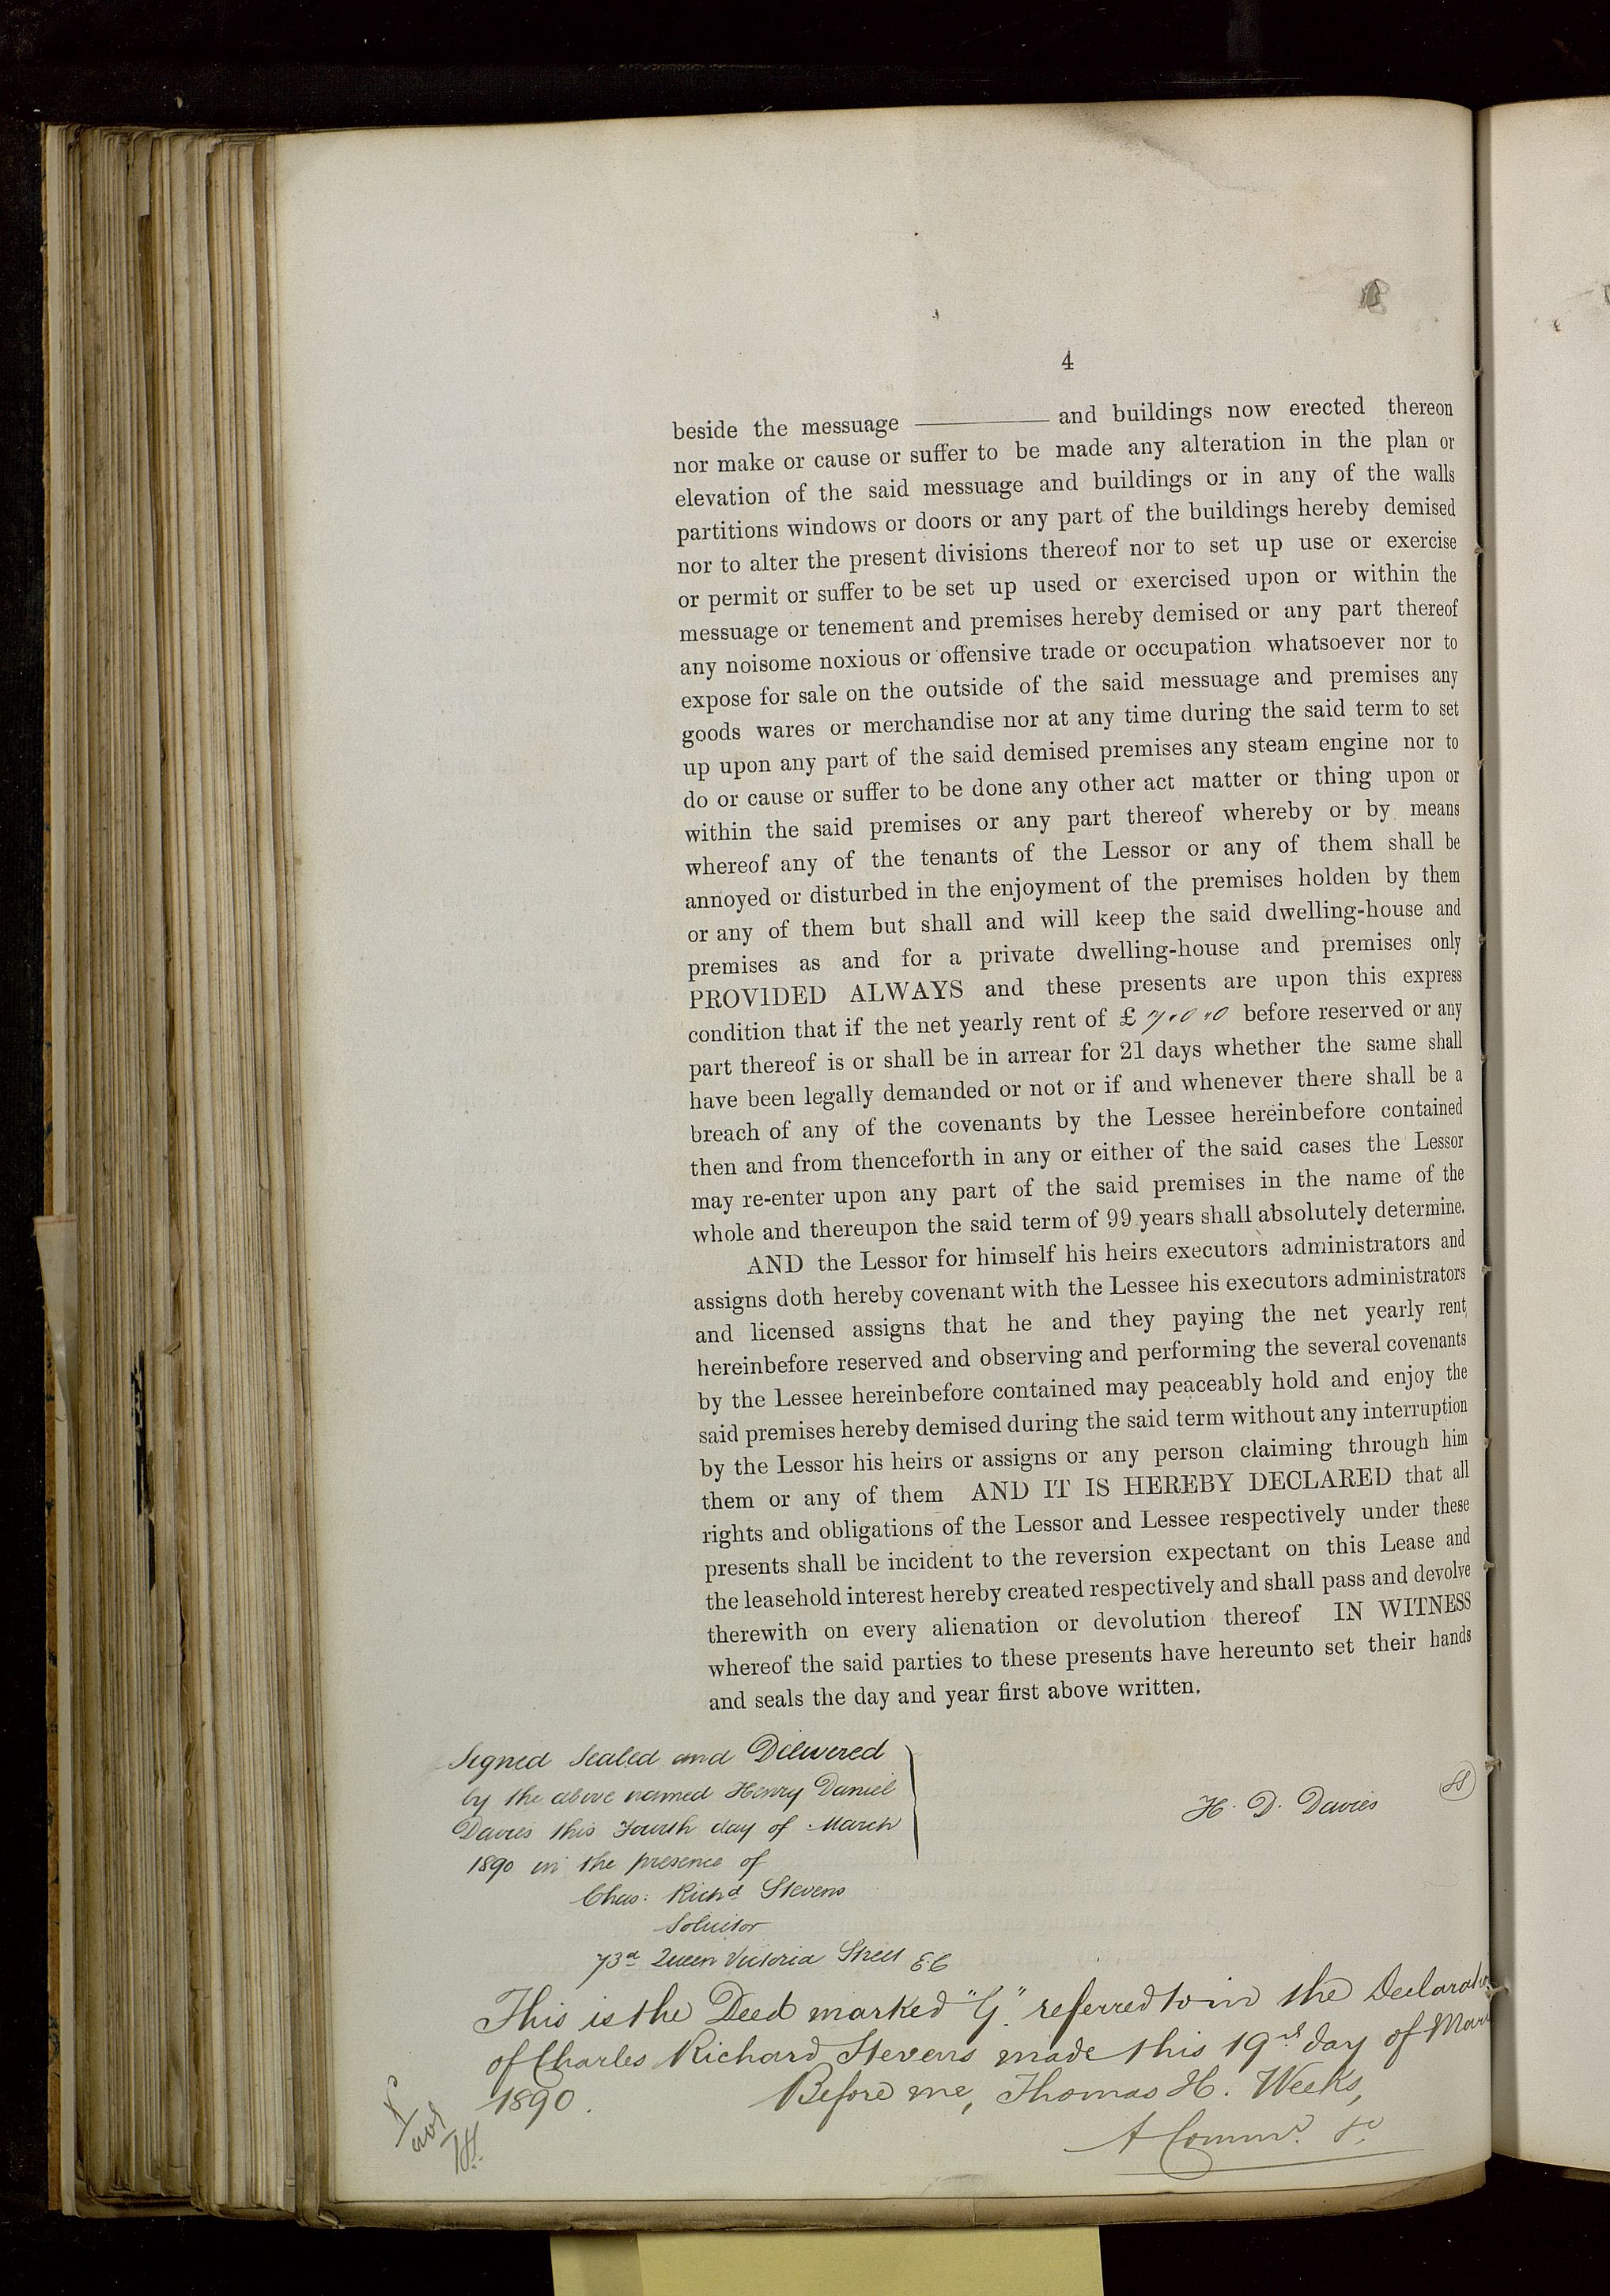 4
beside the messuage ———— and buildings now erected thereon
nor make or cause or suffer to be made any alteration in the plan or
elevation of the said messuage and buildings or in any of the walls
partitions windows or doors or any part of the buildings hereby demised
nor to alter the present divisions thereof nor to set up use or exercise
or permit or suffer to be set up used or exercised upon or within the
messuage or tenement and premises hereby demised or any part thereof
any noisome noxious or offensive trade or occupation whatsoever nor to
expose for sale on the outside of the said messuage and premises any
goods wares or merchandise nor at any time during the said term to set
up upon any part of the said demised premises any steam engine nor to
do or cause or suffer to be done any other act matter or thing upon or
within the said premises or any part thereof whereby or by means
whereof any of the tenants of the Lessor or any of them shall be
annoyed or disturbed in the enjoyment of the premises holden by them
or any of them but shall and will keep the said dwelling-house and
premises as and for a private dwelling-house and premises only
PROVIDED ALWAYS and these presents are upon this express
condition that if the net yearly rent of £ 7.0.0 before reserved or any
part thereof is or shall be in arrear for 21 days whether the same shall
have been legally demanded or not or if and whenever there shall be a
breach of any of the covenants by the Lessee hereinbefore contained
then and from thenceforth in any or either of the said cases the Lessor
may re-enter upon any part of the said premises in the name of the
whole and thereupon the said term of 99 years shall absolutely determine.
AND the Lessor for himself his heirs executors administrators and
assigns doth hereby covenant with the Lessee his executors administrators
and licensed assigns that he and they paying the net yearly rent
hereinbefore reserved and observing and performing the several covenants
by the Lessee hereinbefore contained may peaceably hold and enjoy the
said premises hereby demised during the said term without any interruption
by the Lessor his heirs or assigns or any person claiming through him
them or any of them AND IT IS HEREBY DECLARED that all
rights and obligations of the Lessor and Lessee respectively under these
presents shall be incident to the reversion expectant on this Lease and
the leasehold interest hereby created respectively and shall pass and devolve
therewith on every alienation or devolution thereof IN WITNESS
whereof the said parties to these presents have hereunto set their hands
and seals the day and year first above written.
Signed Sealed and Delivered
by the above named Henry Daniel
Davies this Fourth day of March
1890 in the presence of
Chas: Richd Stevens
Solicitor
73a Queen Victoria Street E.C
H. D. Davies
This is the Deed marked "G" referred to in the Declarat
of Charles Richard Stevens made this 19th day of Mar
1890. Before me, Thomas H. Weeks,
A Commr. &c